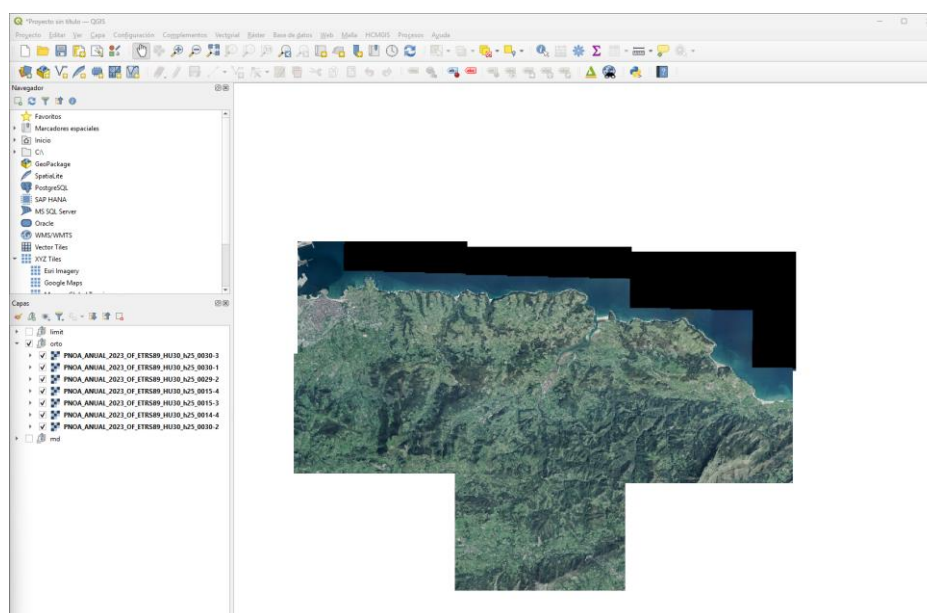 *Proyecto sin título — QGIS
Proyecto Editar Ver Capa Configuración Complementos Vectorial Ráster Base de datos Web Malla HCMGIS Procesos Ayuda
Navegador
Favoritos
Marcadores espaciales
Inicio
C:\
GeoPackage
SpatiaLite
PostgreSQL
SAP HANA
MS SQL Server
Oracle
WMS/WMTS
Vector Tiles
XYZ Tiles
Esri Imagery
Google Maps
Capas
limit
orto
PNOA_ANUAL_2023_OF_ETRS89_HU30_h25_0030-3
PNOA_ANUAL_2023_OF_ETRS89_HU30_h25_0030-1
PNOA_ANUAL_2023_OF_ETRS89_HU30_h25_0029-2
PNOA_ANUAL_2023_OF_ETRS89_HU30_h25_0015-4
PNOA_ANUAL_2023_OF_ETRS89_HU30_h25_0015-3
PNOA_ANUAL_2023_OF_ETRS89_HU30_h25_0014-4
PNOA_ANUAL_2023_OF_ETRS89_HU30_h25_0030-2
md